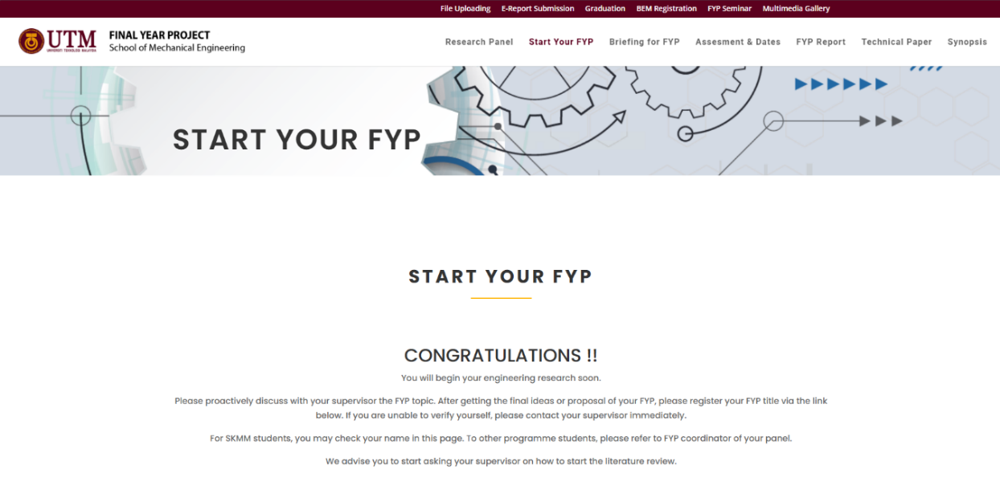 File Uploading E-Report Submission Graduation BEM Registration FYP Seminar Multimedia Gallery
UTM
UNIVERSITI TEKNOLOGI MALAYSIA
FINAL YEAR PROJECT
School of Mechanical Engineering
Research Panel Start Your FYP Briefing for FYP Assesment & Dates FYP Report Technical Paper Synopsis
START YOUR FYP
START YOUR FYP
CONGRATULATIONS !!
You will begin your engineering research soon.
Please proactively discuss with your supervisor the FYP topic. After getting the final ideas or proposal of your FYP, please register your FYP title via the link
below. If you are unable to verify yourself, please contact your supervisor immediately.
For SKMM students, you may check your name in this page. To other programme students, please refer to FYP coordinator of your panel.
We advise you to start asking your supervisor on how to start the literature review.